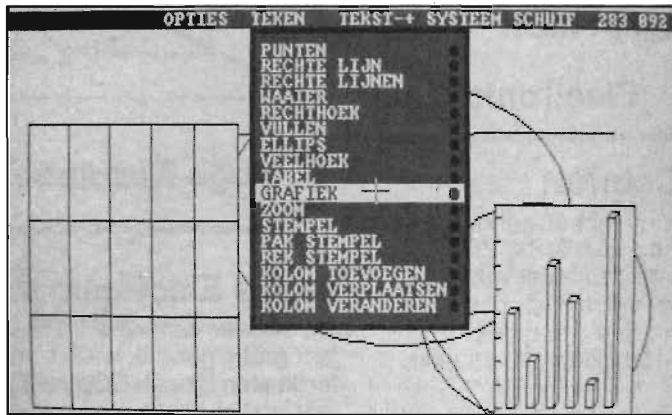 OPTIES TEKEN TEKST-+ SYSTEEM SCHUIF 283 892
PUNTEN
RECHTE LIJN
RECHTE LIJNEN
WAAIER
RECHTHOEK
VULLEN
ELLIPS
VEELHOEK
TABEL
GRAFIEK
ZOOM
STEMPEL
PAK STEMPEL
REK STEMPEL
KOLOM TOEVOEGEN
KOLOM VERPLAATSEN
KOLOM VERANDEREN